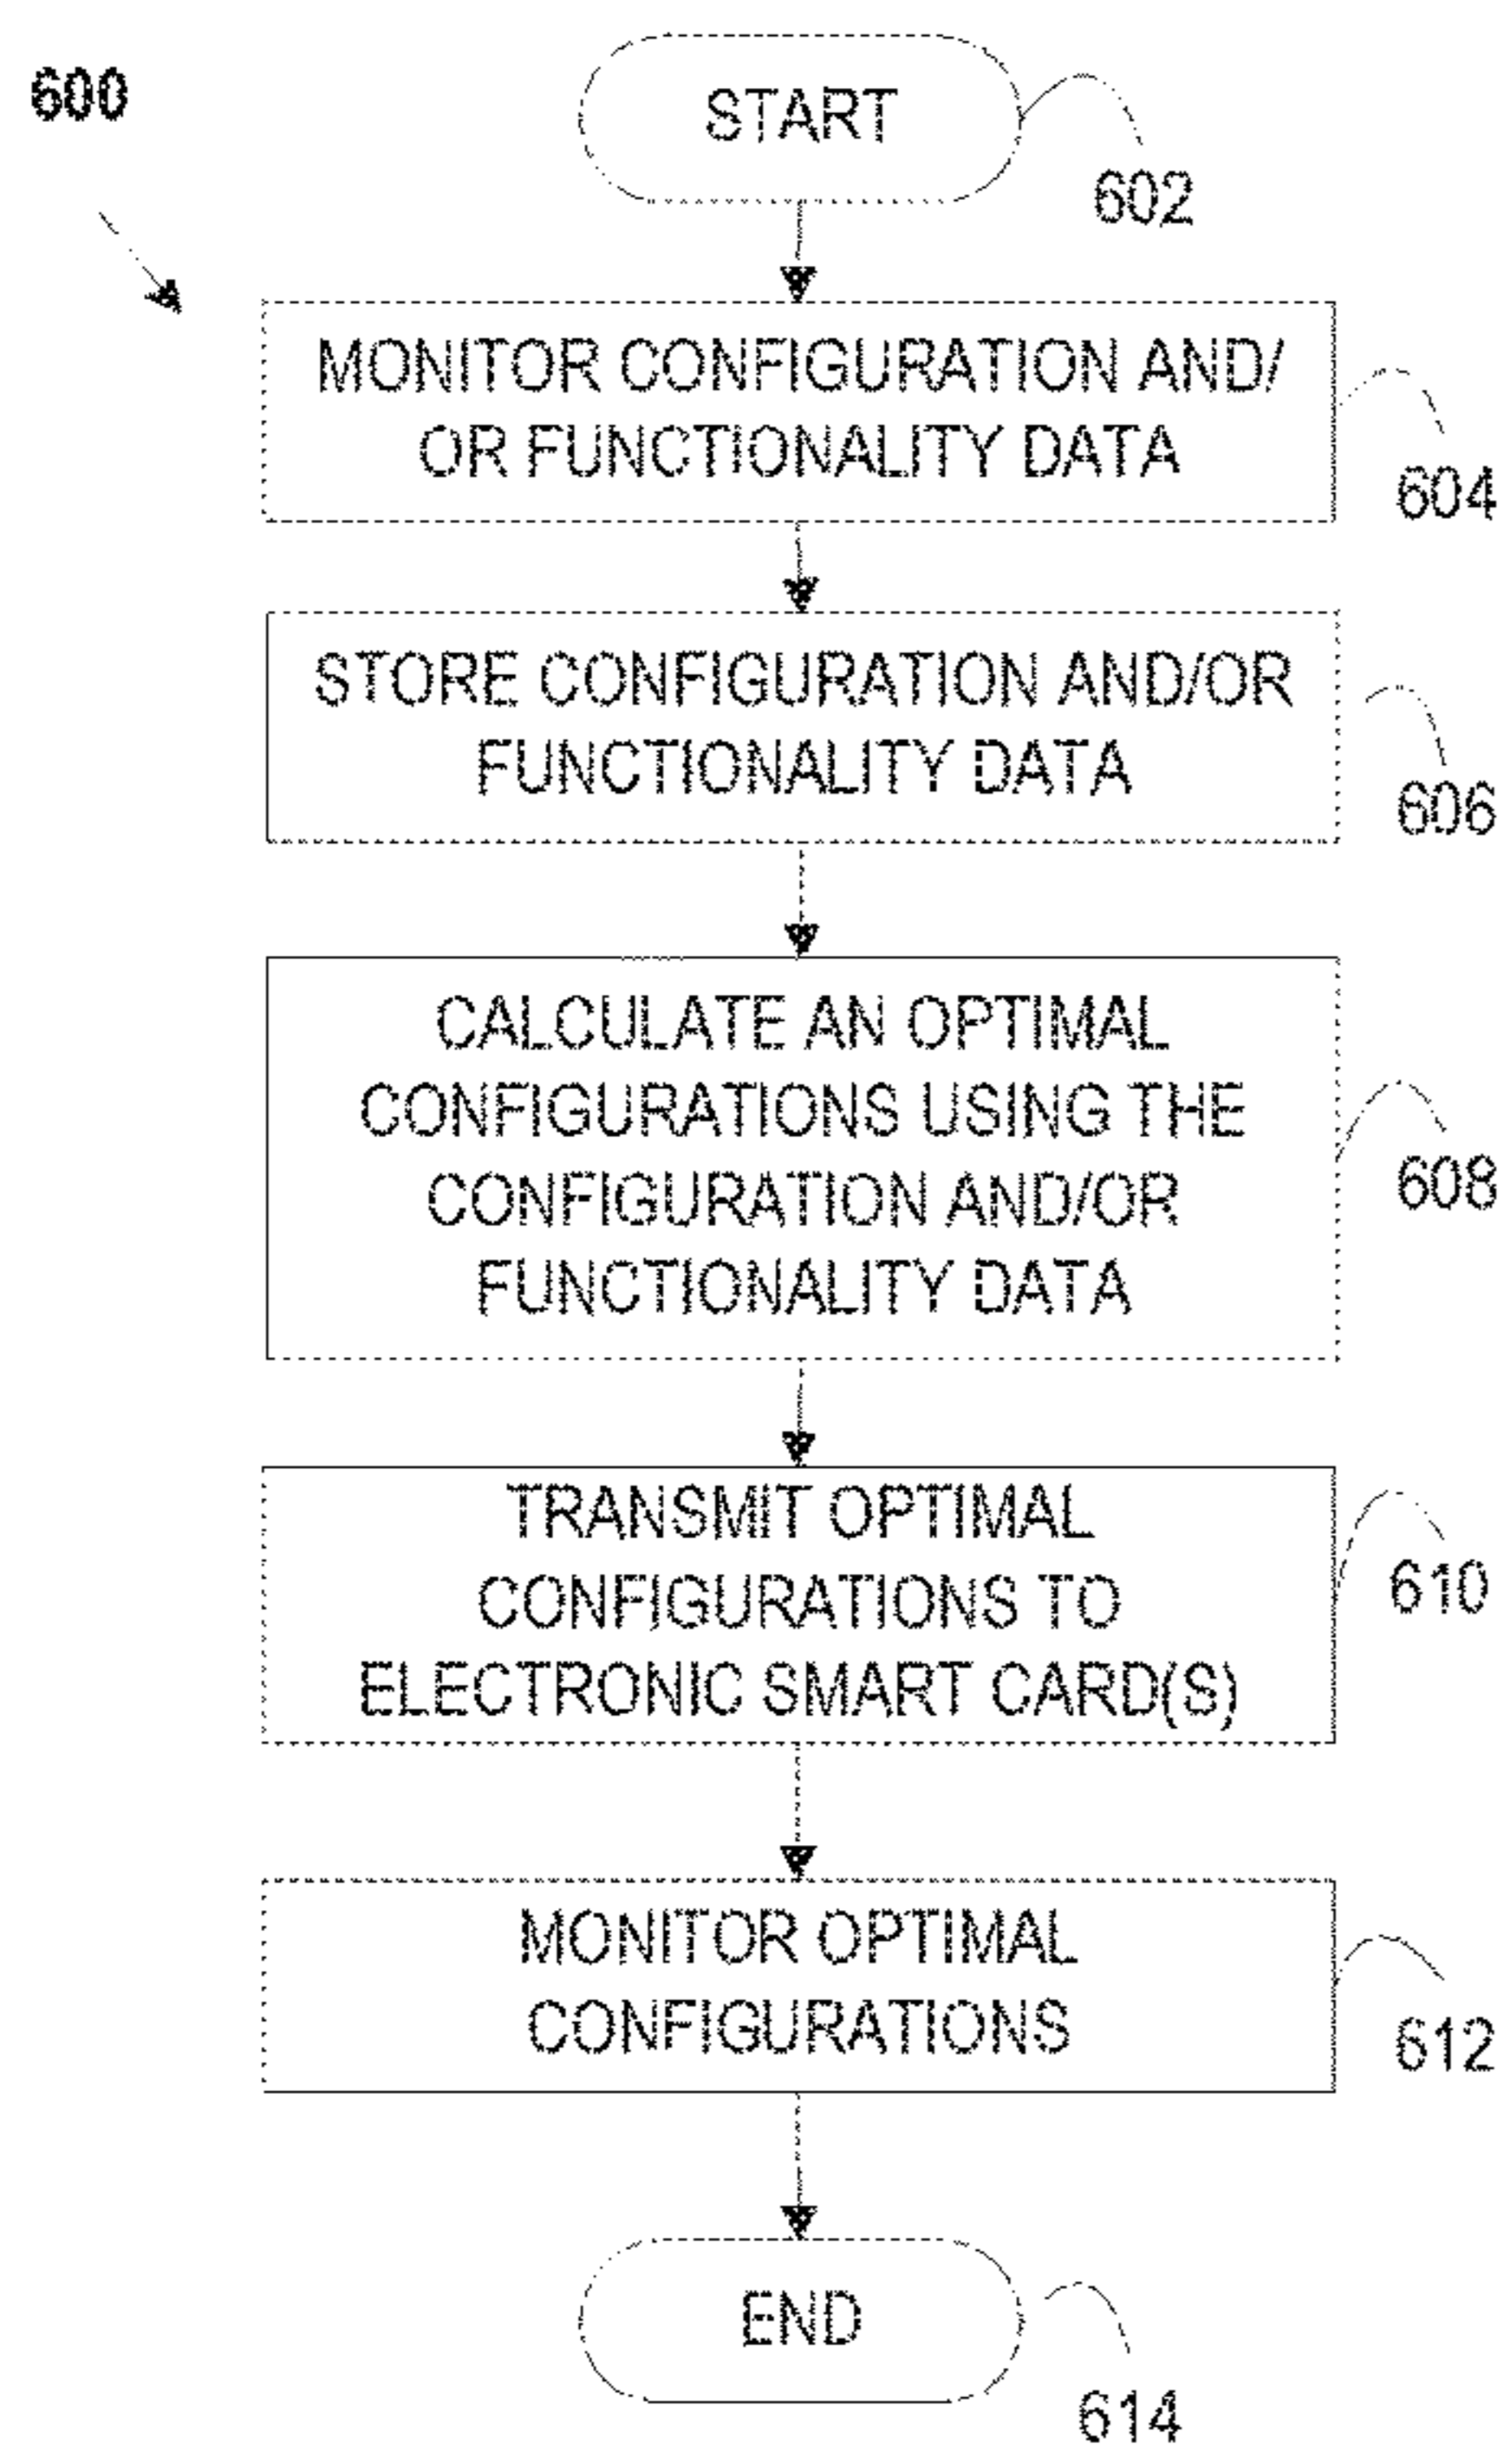 600
START
602
MONITOR CONFIGURATION AND/
OR FUNCTIONALITY DATA
604
STORE CONFIGURATION AND/OR
FUNCTIONALITY DATA
606
CALCULATE AN OPTIMAL
CONFIGURATIONS USING THE
CONFIGURATION AND/OR
FUNCTIONALITY DATA
608
TRANSMIT OPTIMAL
CONFIGURATIONS TO
ELECTRONIC SMART CARD(S)
610
MONITOR OPTIMAL
CONFIGURATIONS
612
END
614